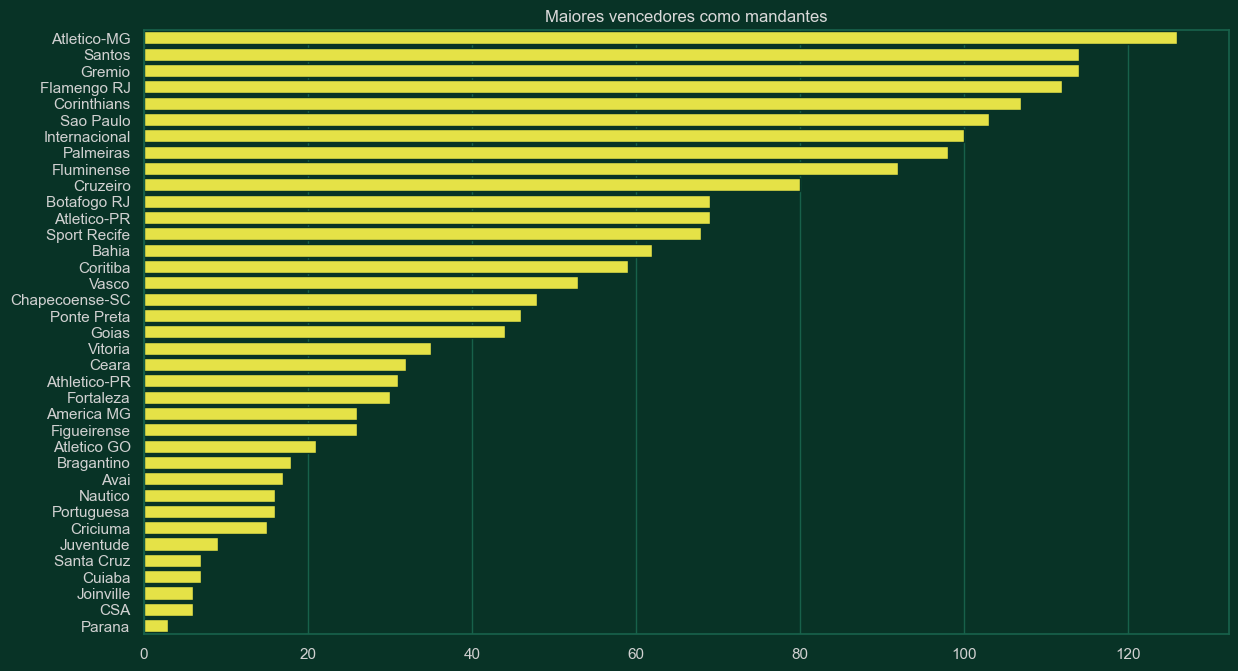 Maiores vencedores como mandantes
Atletico-MG
Santos
Gremio
Flamengo RJ
Corinthians
Sao Paulo
Internacional
Palmeiras
Fluminense
Cruzeiro
Botafogo RJ
Atletico-PR
Sport Recife
Bahia
Coritiba
Vasco
Chapecoense-SC
Ponte Preta
Goias
Vitoria
Ceara
Athletico-PR
Fortaleza
America MG
Figueirense
Atletico GO
Bragantino
Avai
Nautico
Portuguesa
Criciuma
Juventude
Santa Cruz
Cuiaba
Joinville
CSA
Parana
0 20 40 60 80 100 120